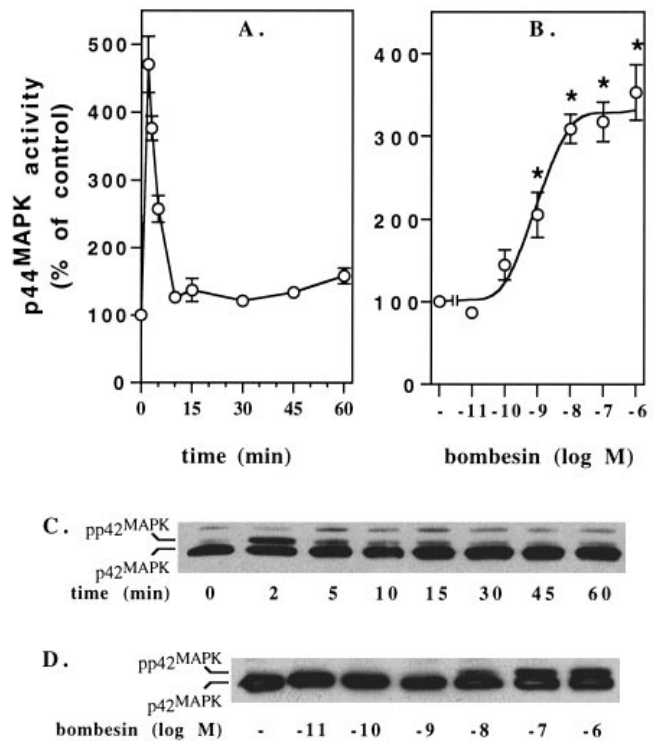 A.
B.
p44MAPK activity
(% of control)
500
400
300
200
100
0
0 15 30 45 60
time (min)
400
300
200
100
0
- -11 -10 -9 -8 -7 -6
bombesin (log M)
* * * *
C.
pp42MAPK
p42MAPK
time (min) 0 2 5 10 15 30 45 60
D.
pp42MAPK
p42MAPK
bombesin (log M) - -11 -10 -9 -8 -7 -6